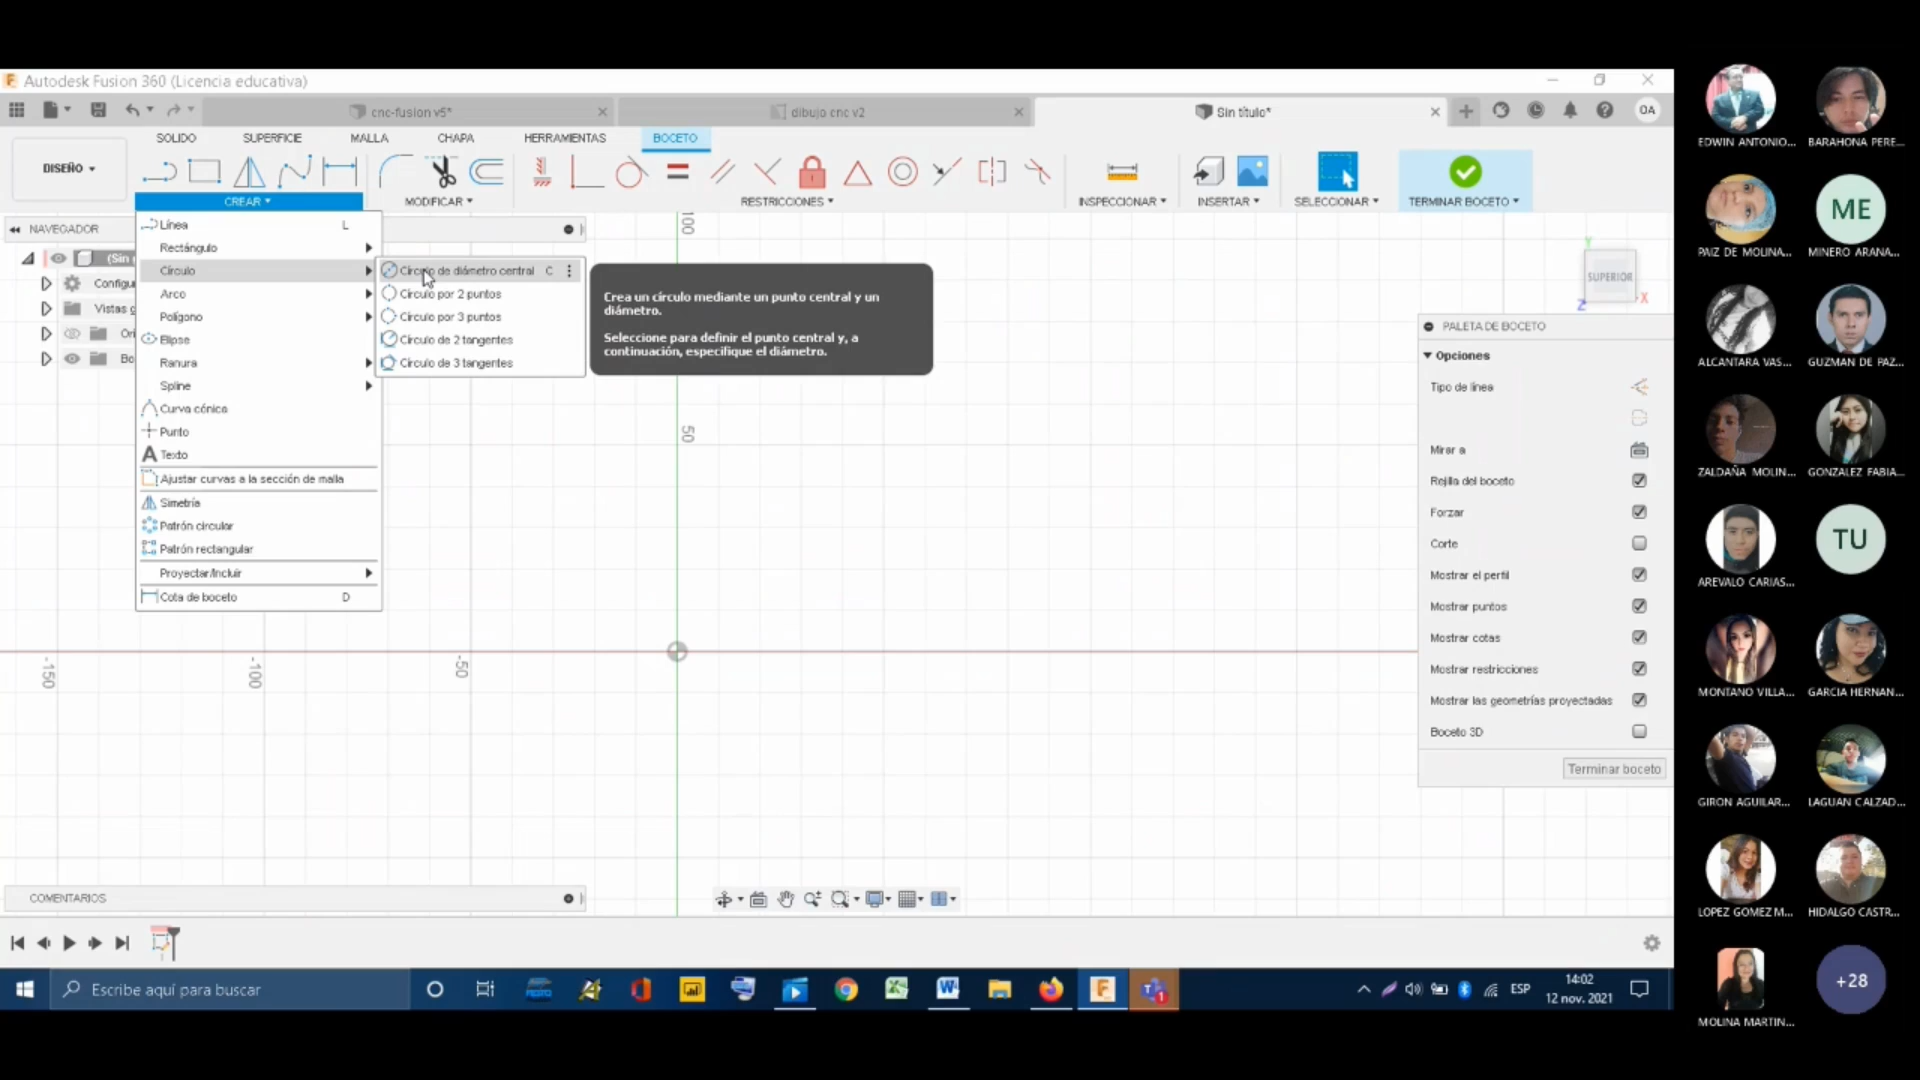 Autodesk Fusion 360 (Licencia educativa)
cnc-fusion v5*
dibujo cnc v2
Sin título*
OA
DISEÑO
SOLIDO
SUPERFICIE
MALLA
CHAPA
HERRAMIENTAS
BOCETO
CREAR
MODIFICAR
RESTRICCIONES
INSPECCIONAR
INSERTAR
SELECCIONAR
TERMINAR BOCETO
NAVEGADOR
(Sin
Configu
Vistas
Ori
Bo
Línea L
Rectángulo
Círculo
Arco
Polígono
Elipse
Ranura
Spline
Curva cónica
Punto
Texto
Ajustar curvas a la sección de malla
Simetría
Patrón circular
Patrón rectangular
Proyectar/Incluir
Cota de boceto D
Círculo de diámetro central C
Círculo por 2 puntos
Círculo por 3 puntos
Círculo de 2 tangentes
Círculo de 3 tangentes
Crea un círculo mediante un punto central y un
diámetro.
Seleccione para definir el punto central y, a
continuación, especifique el diámetro.
100
50
-150
-100
-50
SUPERIOR
Y
Z
X
PALETA DE BOCETO
Opciones
Tipo de línea
Mirar a
Rejilla del boceto
Forzar
Corte
Mostrar el perfil
Mostrar puntos
Mostrar cotas
Mostrar restricciones
Mostrar las geometrías proyectadas
Boceto 3D
Terminar boceto
COMENTARIOS
Escribe aquí para buscar
FESTO
ESP
14:02
12 nov. 2021
EDWIN ANTONIO...
BARAHONA PERE...
PAIZ DE MOLINA...
ME
MINERO ARANA...
ALCANTARA VAS...
GUZMAN DE PAZ...
ZALDAÑA MOLIN...
GONZALEZ FABIA...
AREVALO CARIAS...
TU
MONTANO VILLA...
GARCIA HERNAN...
GIRON AGUILAR...
LAGUAN CALZAD...
LOPEZ GOMEZ M...
HIDALGO CASTR...
MOLINA MARTIN...
+28